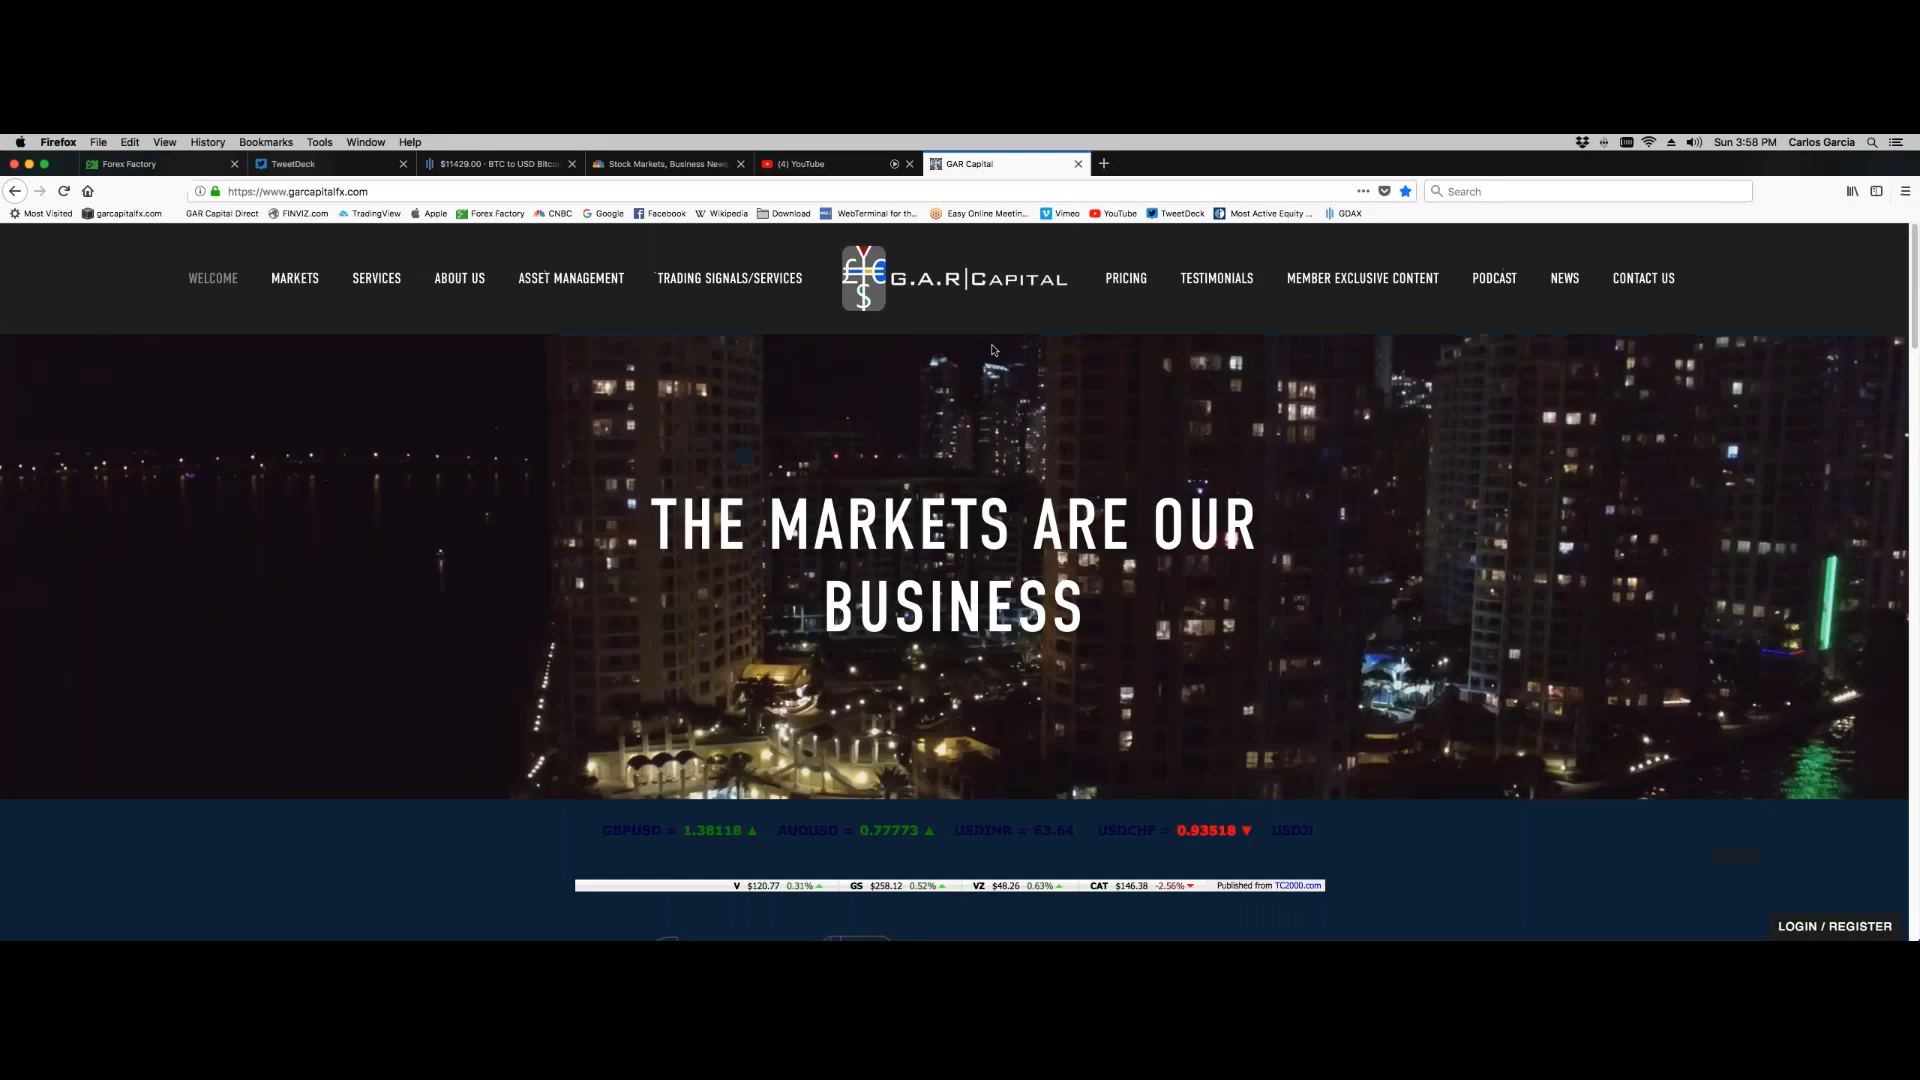 Firefox File Edit View History Bookmarks Tools Window Help Sun 3:58 PM Carlos Garcia
Forex Factory TweetDeck $11429.00 · BTC to USD Bitco Stock Markets, Business News (4) YouTube GAR Capital
https://www.garcapitalfx.com Search
Most Visited garcapitalfx.com GAR Capital Direct FINVIZ.com TradingView Apple Forex Factory CNBC Google Facebook Wikipedia Download WebTerminal for th... Easy Online Meetin... Vimeo YouTube TweetDeck Most Active Equity ... GDAX
WELCOME MARKETS SERVICES ABOUT US ASSET MANAGEMENT TRADING SIGNALS/SERVICES G.A.R|CAPITAL PRICING TESTIMONIALS MEMBER EXCLUSIVE CONTENT PODCAST NEWS CONTACT US
THE MARKETS ARE OUR
BUSINESS
GBPUSD = 1.38118 ▲ AUDUSD = 0.77773 ▲ USDINR = 63.64 USDCHF = 0.93518 ▼
V $120.77 0.31% ▲ GS $258.12 0.52% ▲ VZ $48.26 0.63% ▲ CAT $146.38 -2.56% ▼ Published from TC2000.com
LOGIN / REGISTER